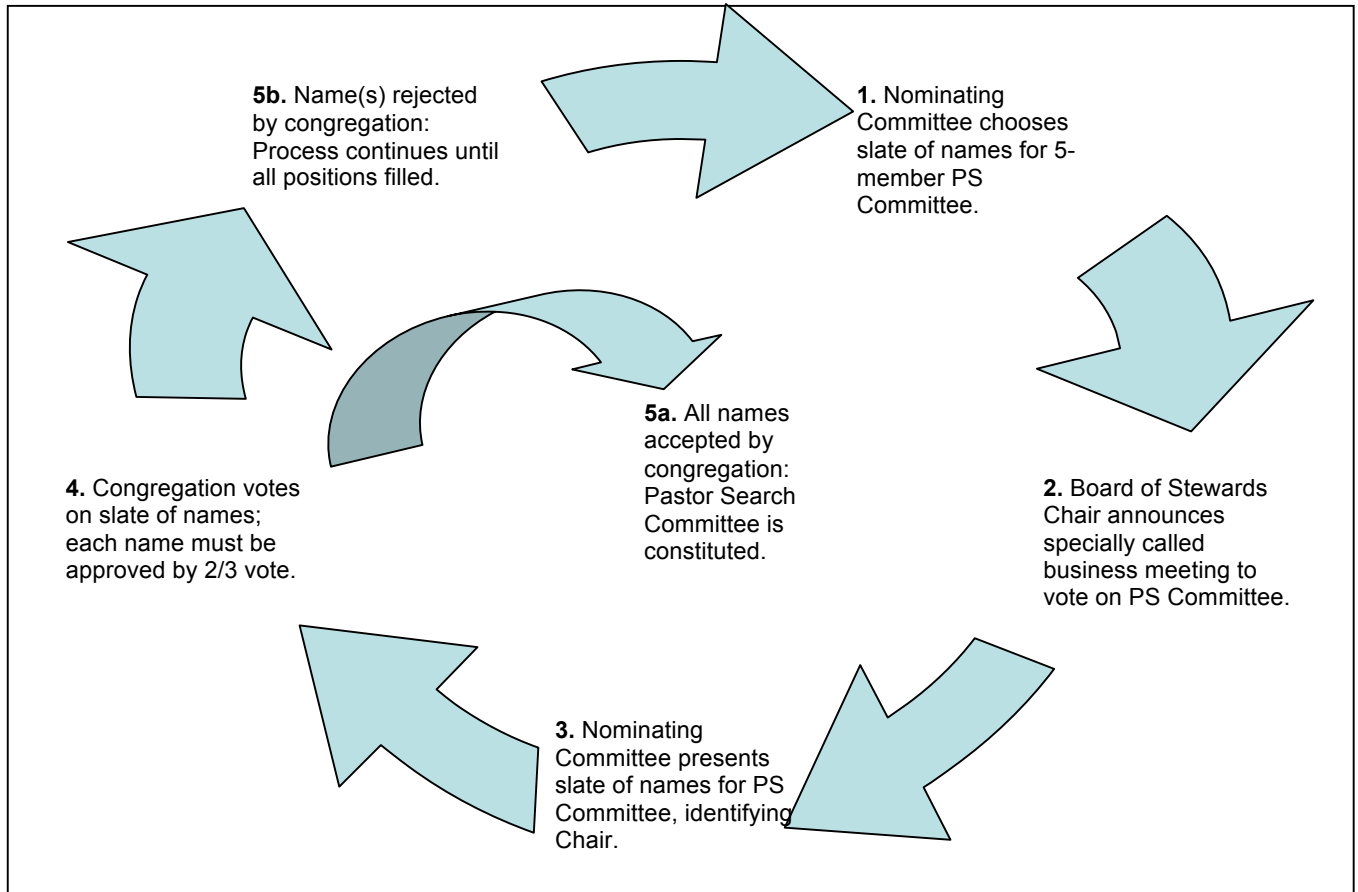 1. Nominating
Committee chooses
slate of names for 5-
member PS
Committee.
2. Board of Stewards
Chair announces
specially called
business meeting to
vote on PS Committee.
3. Nominating
Committee presents
slate of names for PS
Committee, identifying
Chair.
4. Congregation votes
on slate of names;
each name must be
approved by 2/3 vote.
5a. All names
accepted by
congregation:
Pastor Search
Committee is
constituted.
5b. Name(s) rejected
by congregation:
Process continues until
all positions filled.